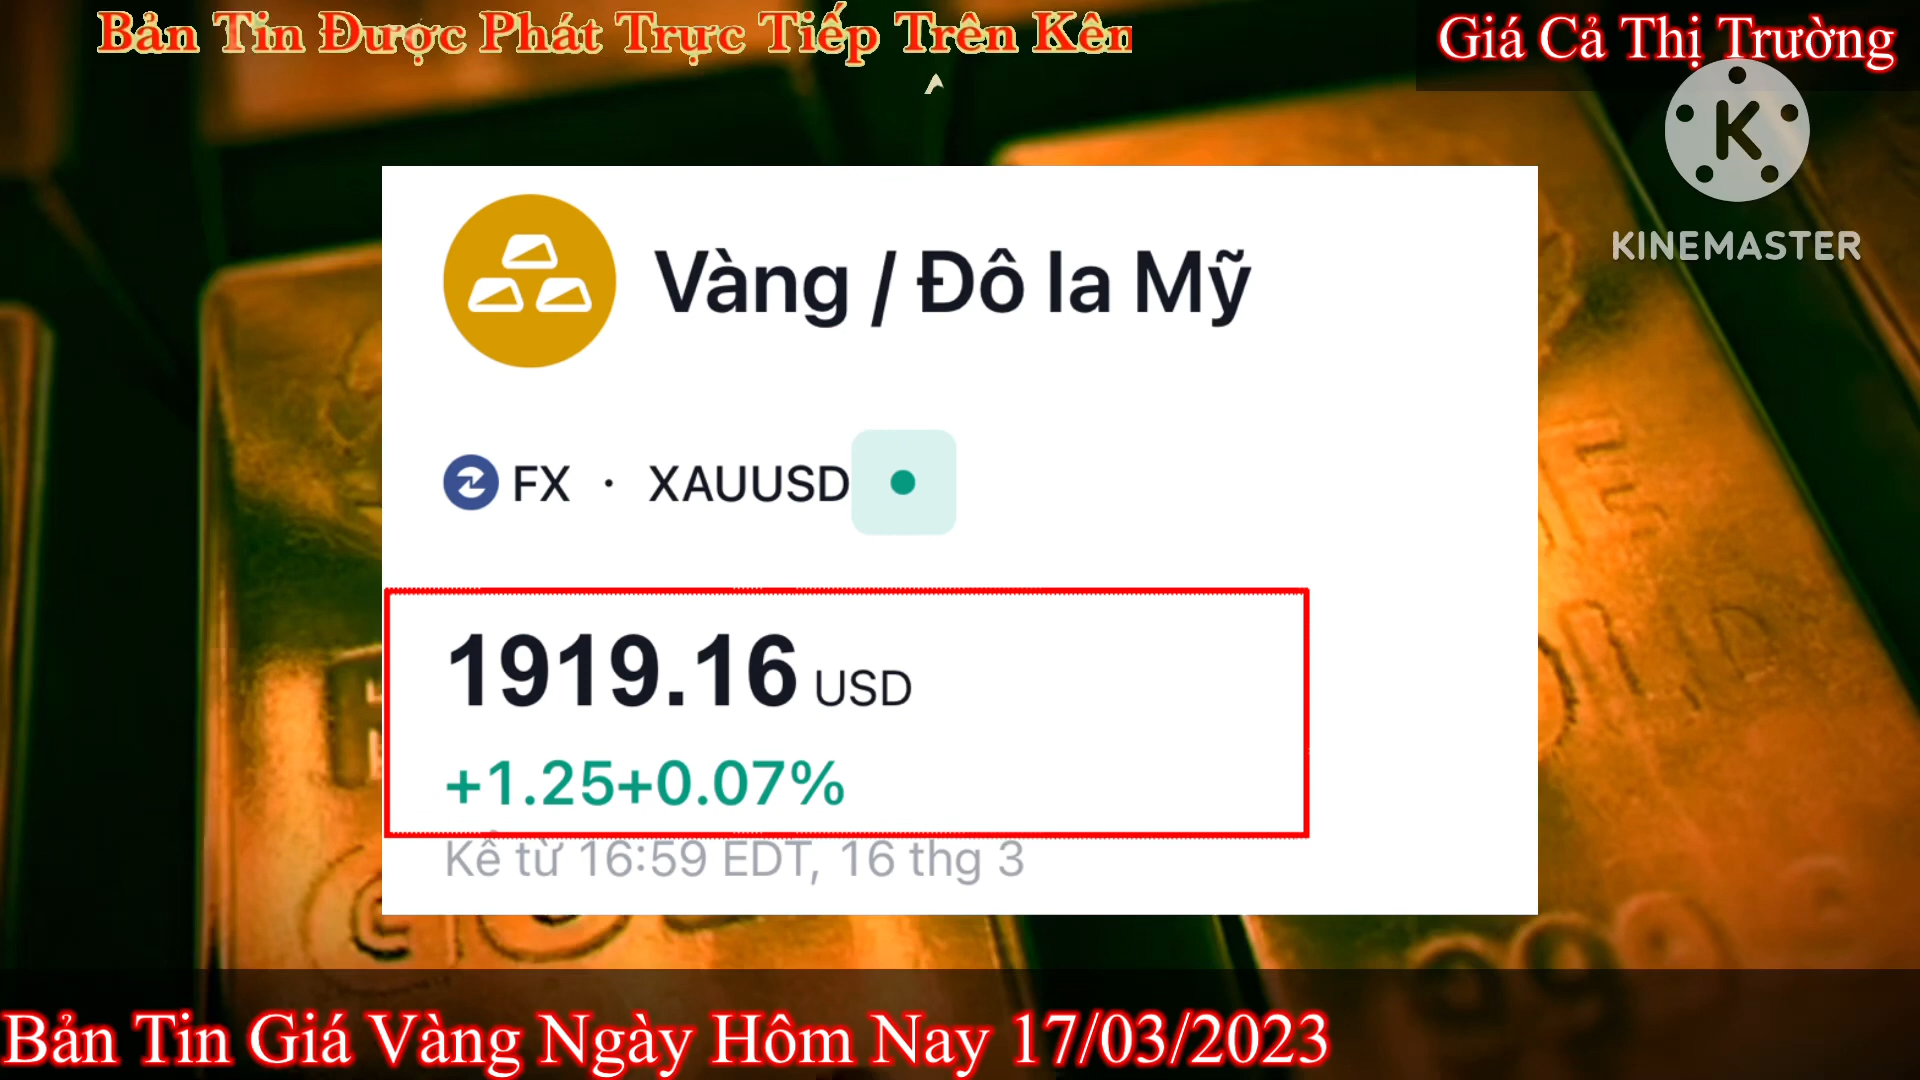 Bản Tin Được Phát Trực Tiếp Trên Kên
Giá Cả Thị Trường
K
KINEMASTER
Vàng / Đô la Mỹ
FX · XAUUSD
1919.16 USD
+1.25+0.07%
Kể từ 16:59 EDT, 16 thg 3
999
Bản Tin Giá Vàng Ngày Hôm Nay 17/03/2023